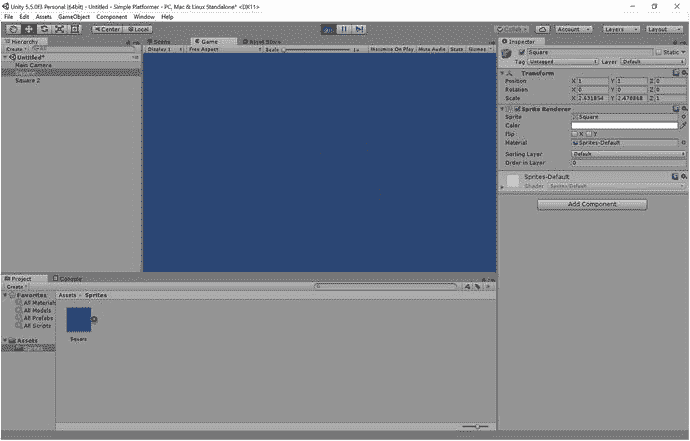 Unity 5.5.0f3 Personal (64bit) - Untitled - Simple Platformer - PC, Mac & Linux Standalone* <DX11>
File Edit Assets GameObject Component Window Help
Center Local
Collab Account Layers Layout
Hierarchy
Create All
Untitled*
Main Camera
Square 2
Scene Game Asset Store
Display 1 Free Aspect Scale 1x Maximize On Play Mute Audio Stats Gizmos
Inspector
Square Static
Tag Untagged Layer Default
Transform
Position X 1 Y 1 Z 0
Rotation X 0 Y 0 Z 0
Scale X 2.631854 Y 2.478868 Z 1
Sprite Renderer
Sprite Square
Color
Flip X Y
Material Sprites-Default
Sorting Layer Default
Order in Layer 0
Sprites-Default
Shader Sprites/Default
Add Component
Project Console
Create
Favorites
All Material
All Models
All Prefabs
All Scripts
Assets
Sprites
Assets Sprites
Square